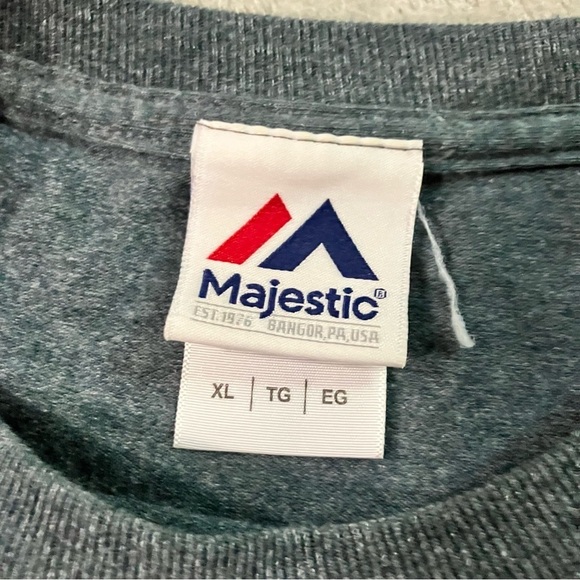 Majestic®
EST.1976 BANGOR,PA,USA
XL | TG | EG